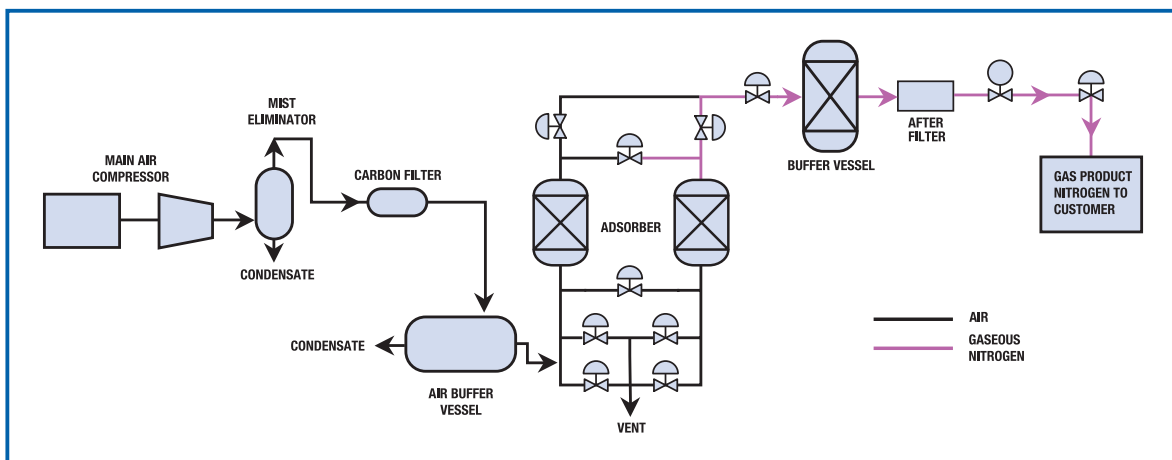 MAIN AIR
COMPRESSOR
MIST
ELIMINATOR
CONDENSATE
CARBON FILTER
CONDENSATE
AIR BUFFER
VESSEL
ADSORBER
VENT
BUFFER VESSEL
AFTER
FILTER
GAS PRODUCT
NITROGEN TO
CUSTOMER
AIR
GASEOUS
NITROGEN